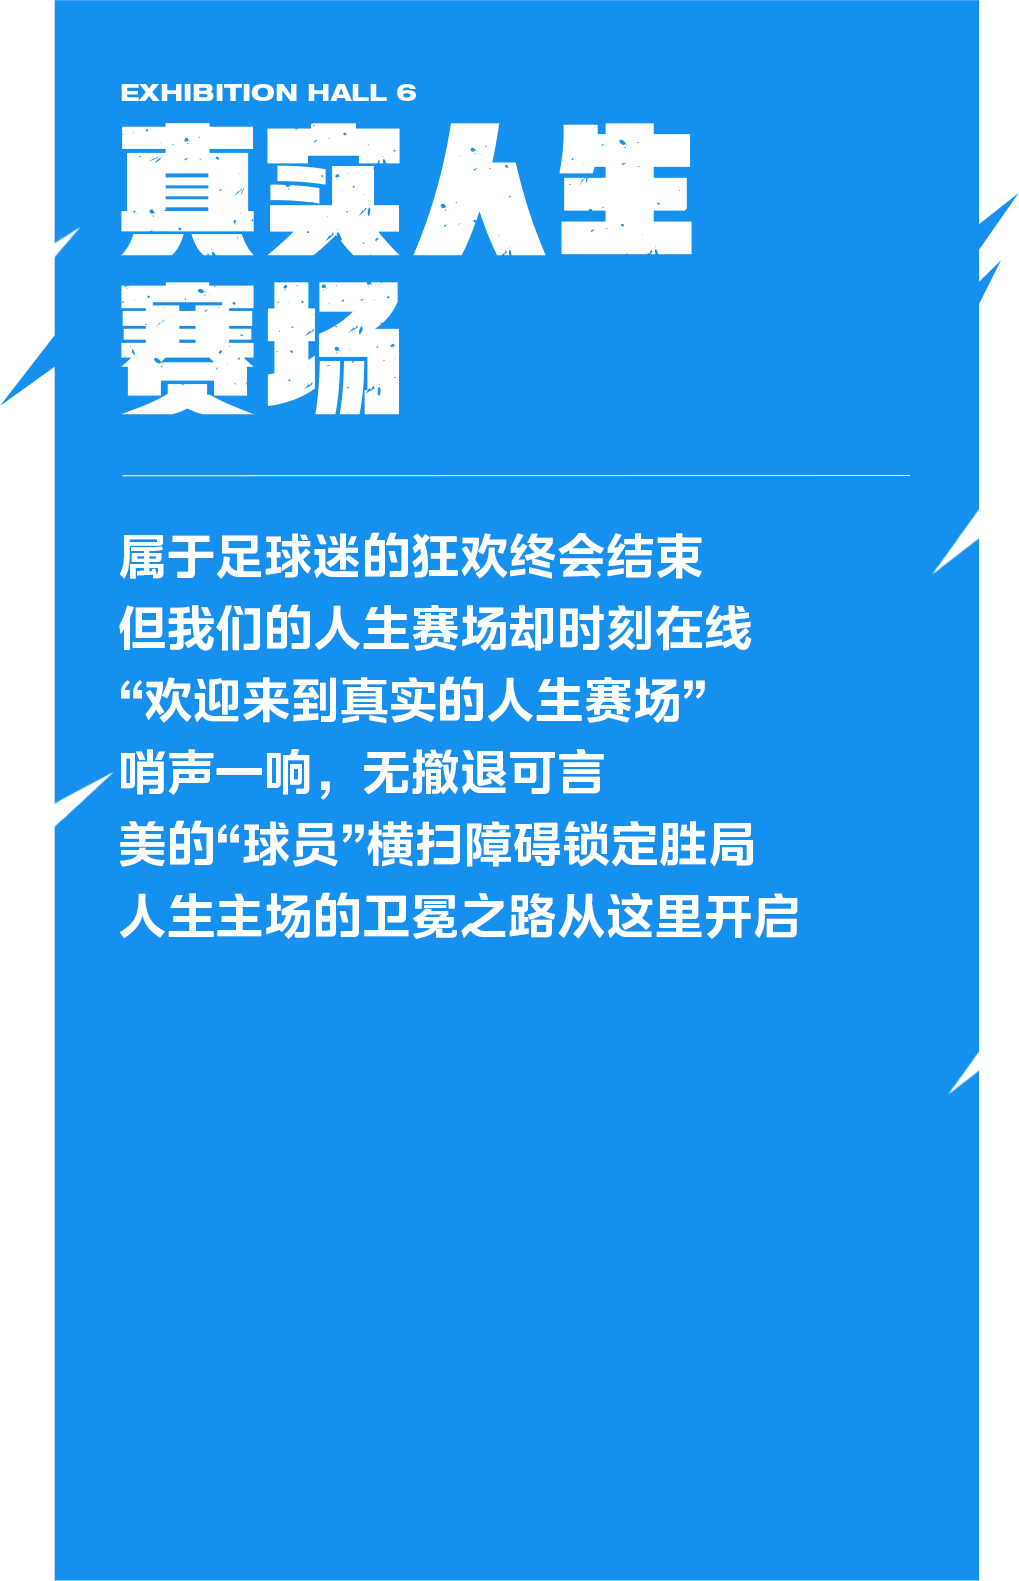 EXHIBITION HALL 6
真实人生
赛场
属于足球迷的狂欢终会结束
但我们的人生赛场却时刻在线
“欢迎来到真实的人生赛场”
哨声一响，无撤退可言
美的“球员”横扫障碍锁定胜局
人生主场的卫冕之路从这里开启